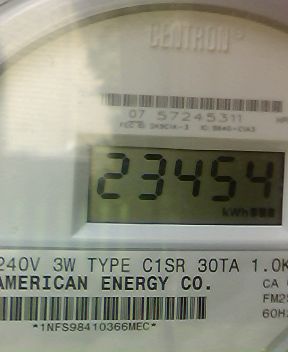 CENTRON®
07 57245311
23454
kWh
240V 3W TYPE C1SR 30TA 1.0K
AMERICAN ENERGY CO. CA
FM2S
60Hz
*1NFS98410366MEC*